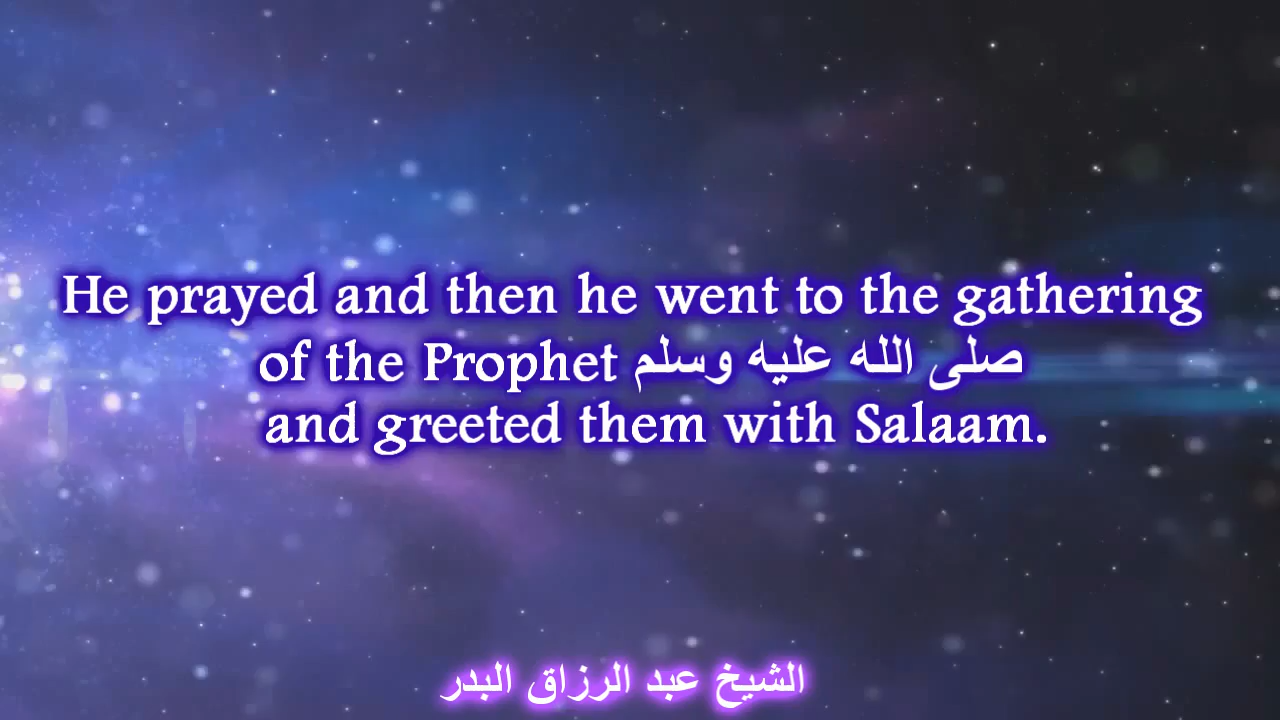 He prayed and then he went to the gathering
of the Prophet صلى الله عليه وسلم
and greeted them with Salaam.
الشيخ عبد الرزاق البدر